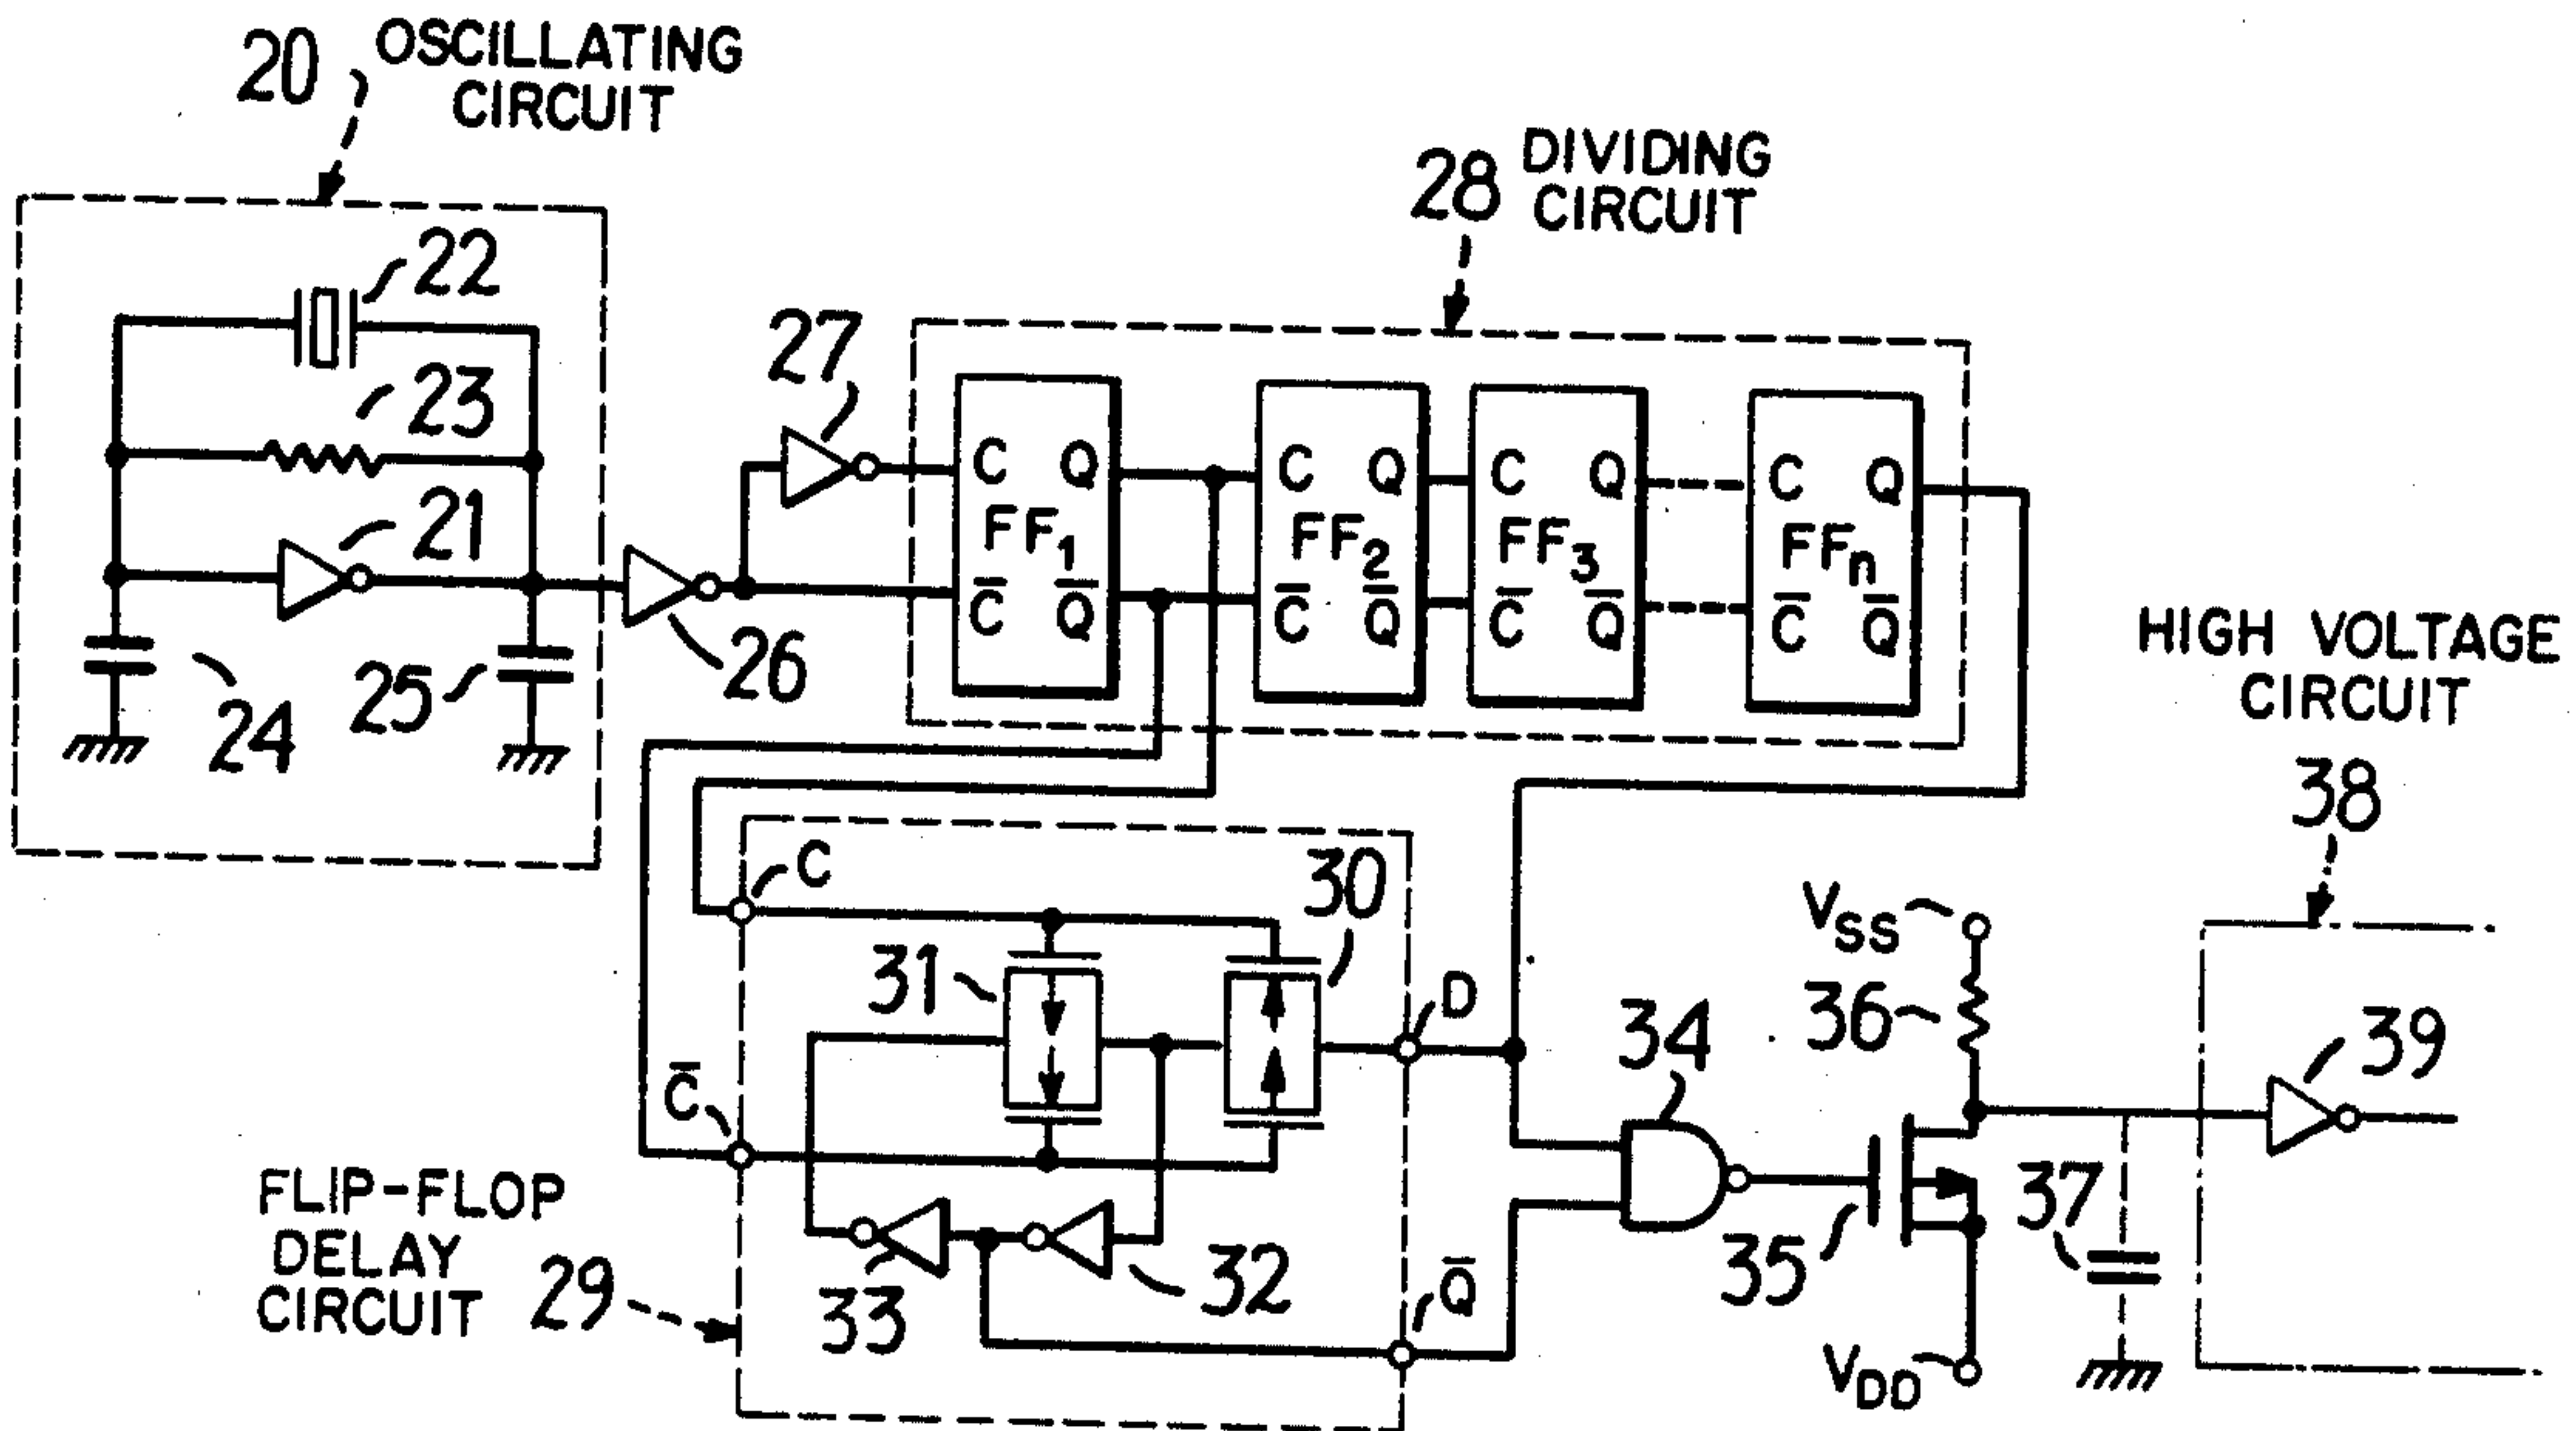 20 OSCILLATING
CIRCUIT
28 DIVIDING
CIRCUIT
22
23
21
24
25
26
27
C Q
FF1
C̅ Q̅
C Q
FF2
C̅ Q̅
C Q
FF3
C̅ Q̅
C Q
FFn
C̅ Q̅
HIGH VOLTAGE
CIRCUIT
38
C
C̅
31
30
D
33
32
Q̅
FLIP-FLOP
DELAY
CIRCUIT 29
34
35
VSS
36
37
VDD
39